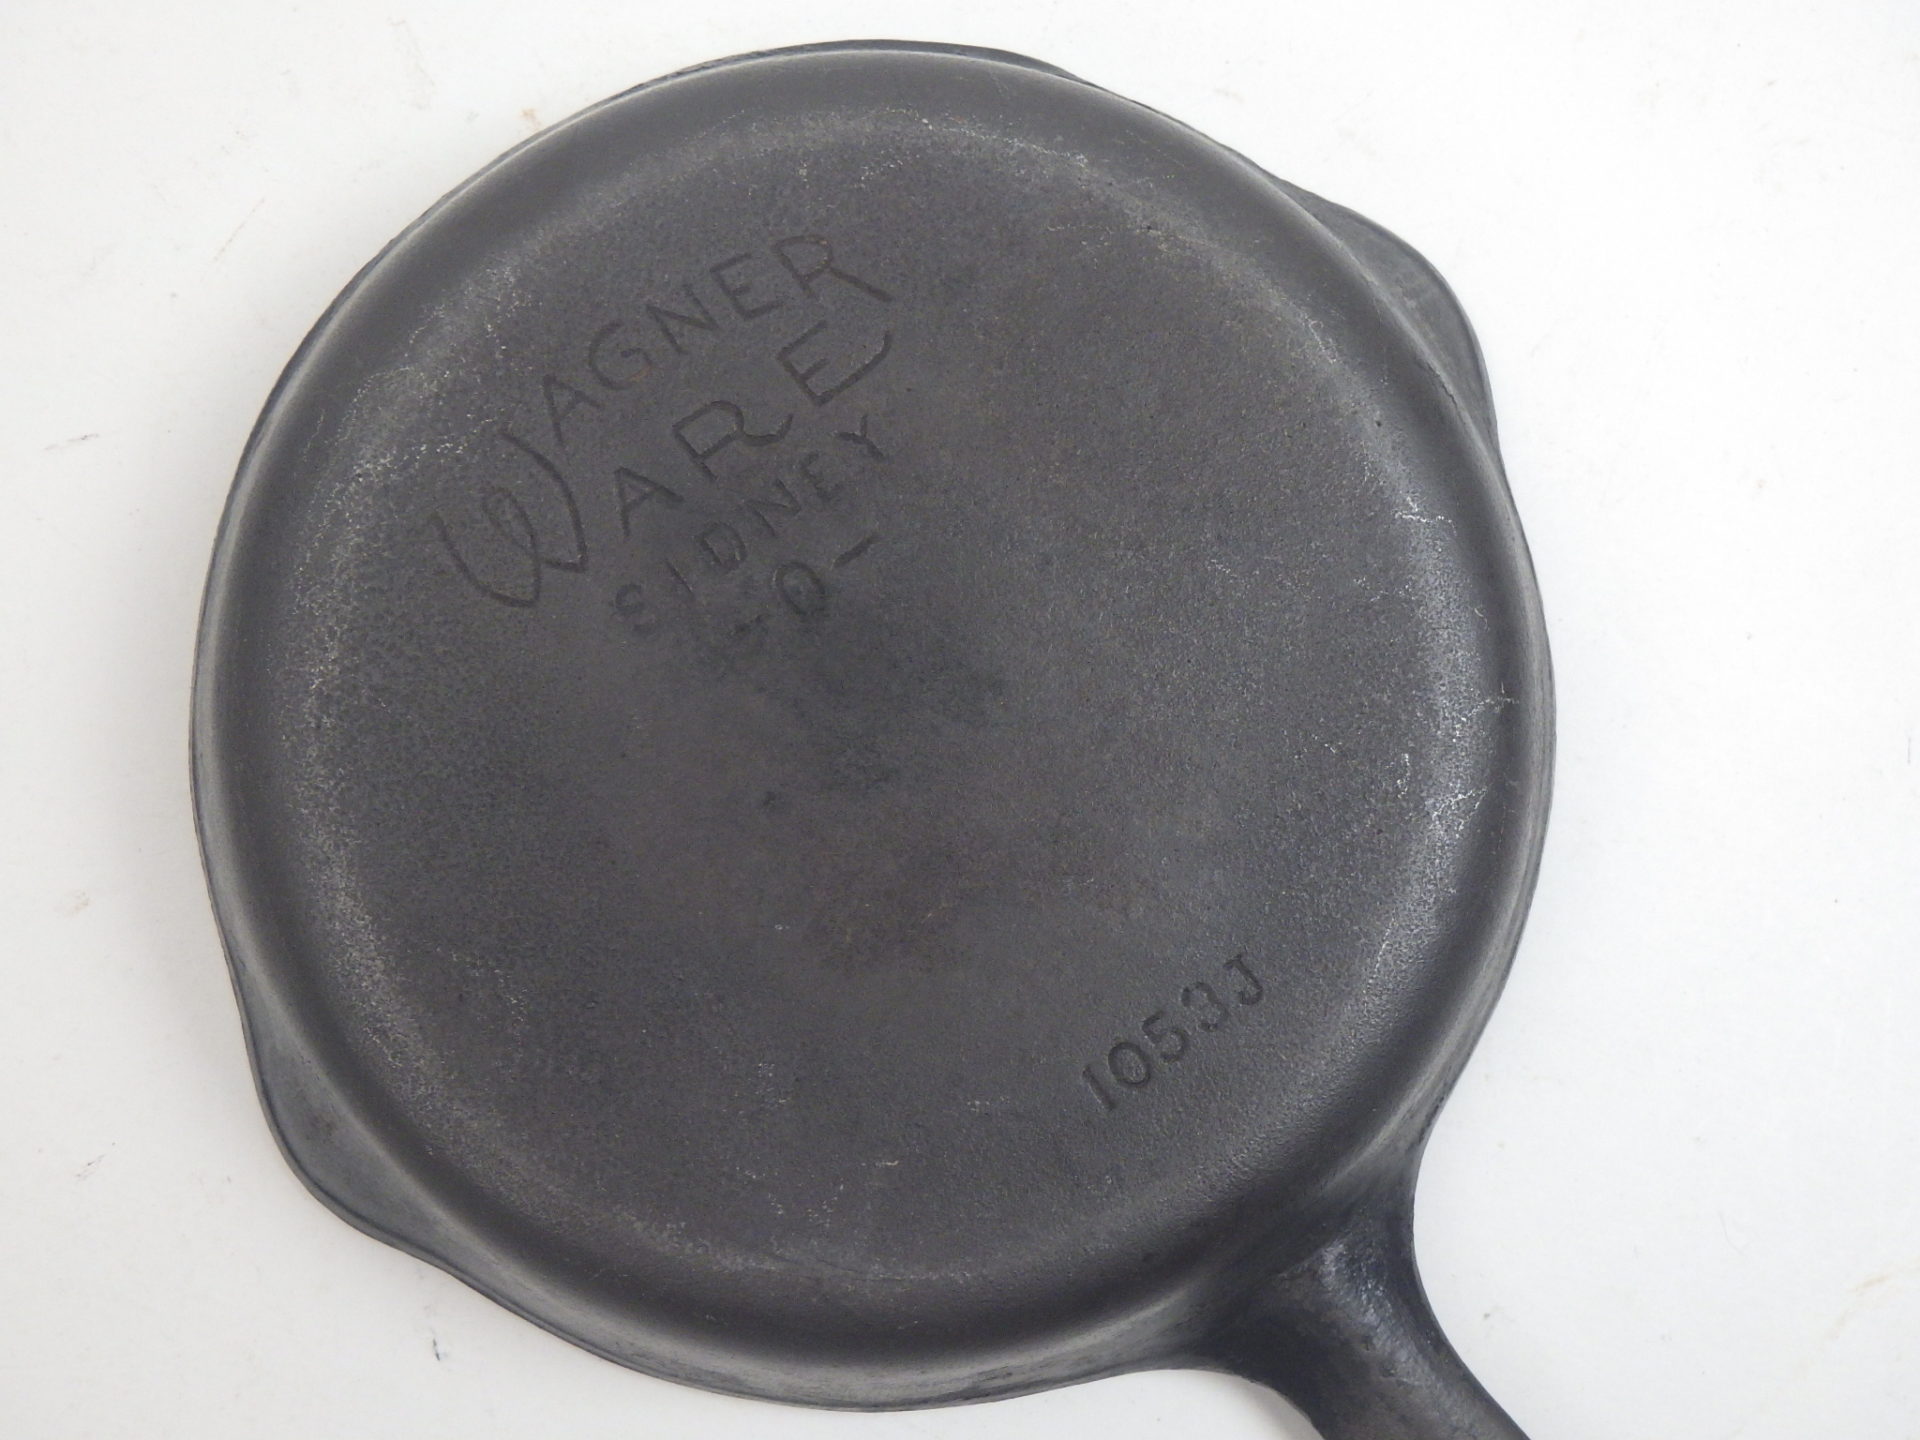 WAGNER
WARE
SIDNEY
-O-
1053J